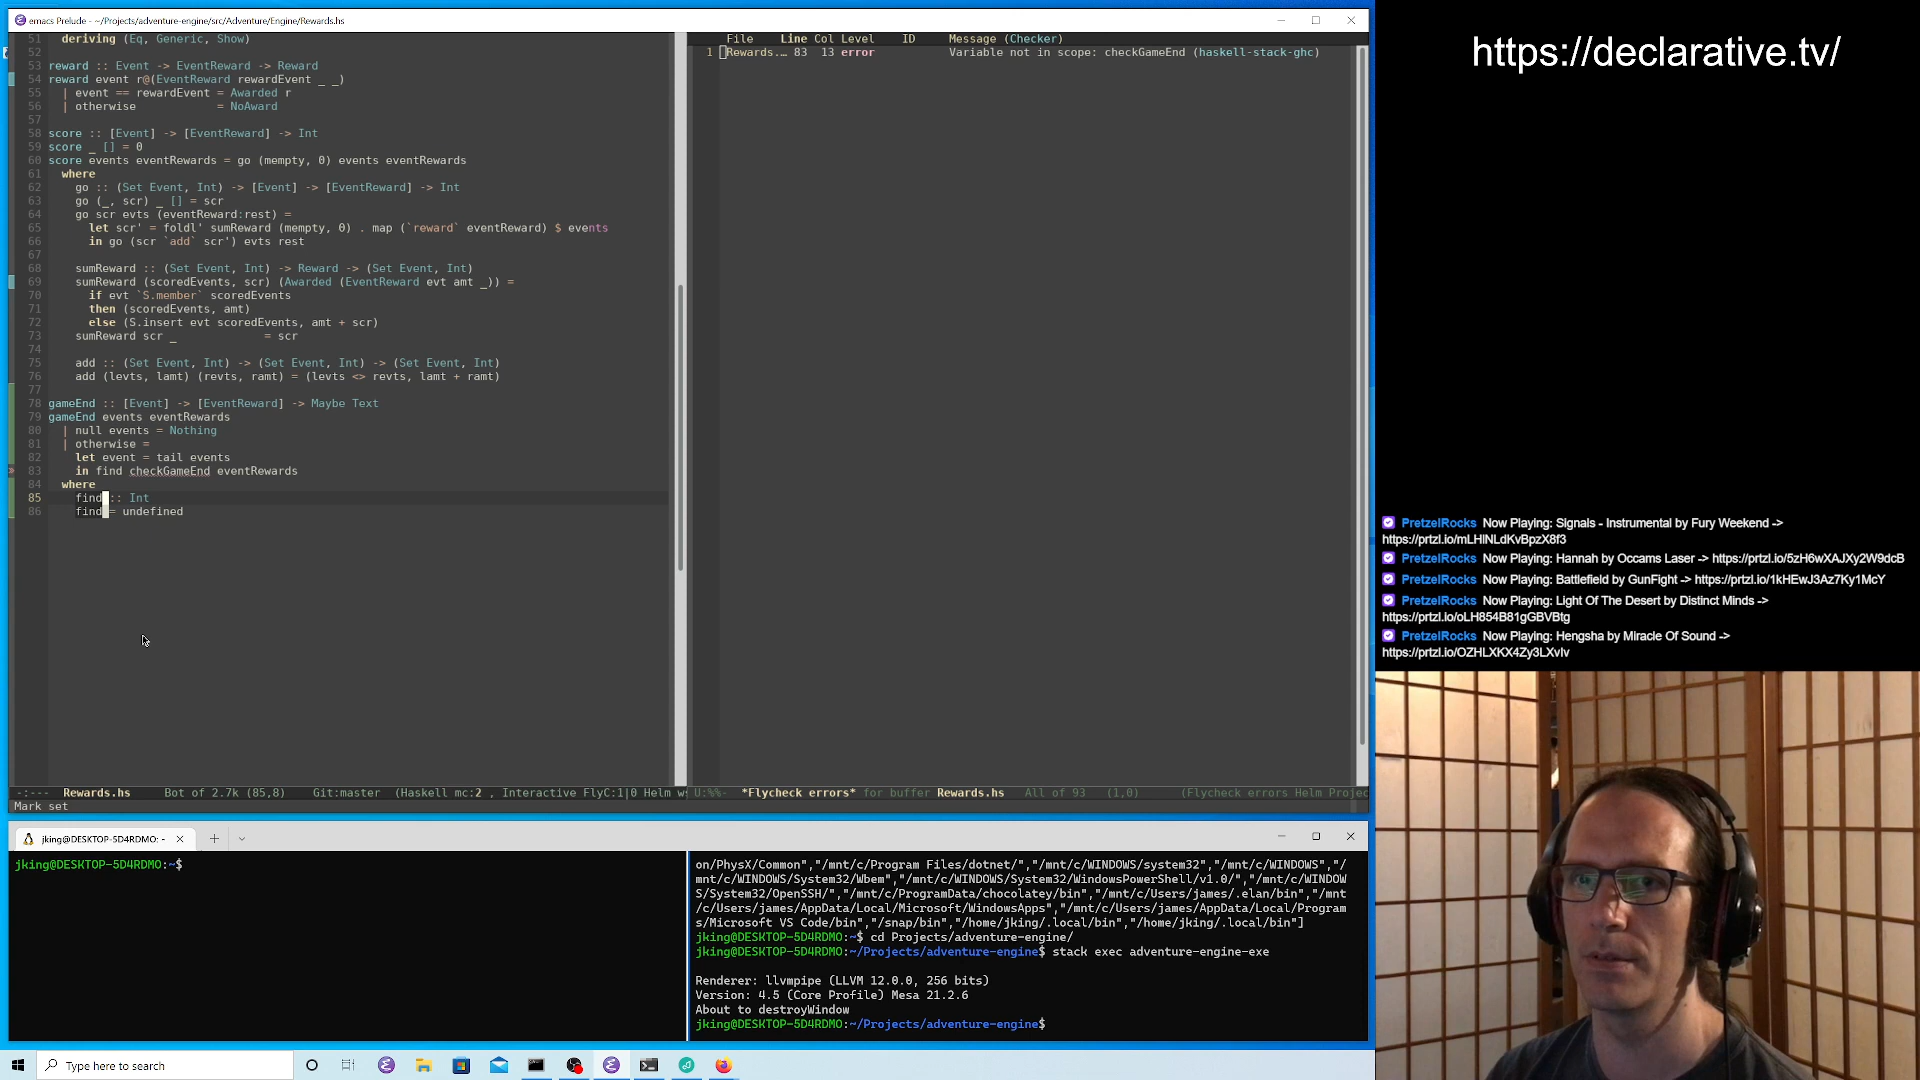 emacs Prelude - ~/Projects/adventure-engine/src/Adventure/Engine/Rewards.hs
51 deriving (Eq, Generic, Show)
52
53 reward :: Event -> EventReward -> Reward
54 reward event r@(EventReward rewardEvent _ _)
55 | event == rewardEvent = Awarded r
56 | otherwise = NoAward
57
58 score :: [Event] -> [EventReward] -> Int
59 score _ [] = 0
60 score events eventRewards = go (mempty, 0) events eventRewards
61 where
62 go :: (Set Event, Int) -> [Event] -> [EventReward] -> Int
63 go (_, scr) _ [] = scr
64 go scr evts (eventReward:rest) =
65 let scr' = foldl' sumReward (mempty, 0) . map (`reward` eventReward) $ events
66 in go (scr `add` scr') evts rest
67
68 sumReward :: (Set Event, Int) -> Reward -> (Set Event, Int)
69 sumReward (scoredEvents, scr) (Awarded (EventReward evt amt _)) =
70 if evt `S.member` scoredEvents
71 then (scoredEvents, amt)
72 else (S.insert evt scoredEvents, amt + scr)
73 sumReward scr _ = scr
74
75 add :: (Set Event, Int) -> (Set Event, Int) -> (Set Event, Int)
76 add (levts, lamt) (revts, ramt) = (levts <> revts, lamt + ramt)
77
78 gameEnd :: [Event] -> [EventReward] -> Maybe Text
79 gameEnd events eventRewards
80 | null events = Nothing
81 | otherwise =
82 let event = tail events
83 in find checkGameEnd eventRewards
84 where
85 find :: Int
86 find = undefined
-:--- Rewards.hs Bot of 2.7k (85,8) Git:master (Haskell mc:2 , Interactive FlyC:1|0 Helm w
Mark set
File Line Col Level ID Message (Checker)
1 Rewards.… 83 13 error Variable not in scope: checkGameEnd (haskell-stack-ghc)
U:%%- *Flycheck errors* for buffer Rewards.hs All of 93 (1,0) (Flycheck errors Helm Projec
jking@DESKTOP-5D4RDMO: ~
jking@DESKTOP-5D4RDMO:~$
on/PhysX/Common","/mnt/c/Program Files/dotnet/","/mnt/c/WINDOWS/system32","/mnt/c/WINDOWS","/
mnt/c/WINDOWS/System32/Wbem","/mnt/c/WINDOWS/System32/WindowsPowerShell/v1.0/","/mnt/c/WINDOW
S/System32/OpenSSH/","/mnt/c/ProgramData/chocolatey/bin","/mnt/c/Users/james/.elan/bin","/mnt
/c/Users/james/AppData/Local/Microsoft/WindowsApps","/mnt/c/Users/james/AppData/Local/Program
s/Microsoft VS Code/bin","/snap/bin","/home/jking/.local/bin","/home/jking/.local/bin"]
jking@DESKTOP-5D4RDMO:~$ cd Projects/adventure-engine/
jking@DESKTOP-5D4RDMO:~/Projects/adventure-engine$ stack exec adventure-engine-exe
Renderer: llvmpipe (LLVM 12.0.0, 256 bits)
Version: 4.5 (Core Profile) Mesa 21.2.6
About to destroyWindow
jking@DESKTOP-5D4RDMO:~/Projects/adventure-engine$
Type here to search
https://declarative.tv/
PretzelRocks Now Playing: Signals - Instrumental by Fury Weekend ->
https://prtzl.io/mLHlNLdKvBpzX8f3
PretzelRocks Now Playing: Hannah by Occams Laser -> https://prtzl.io/5zH6wXAJXy2W9dcB
PretzelRocks Now Playing: Battlefield by GunFight -> https://prtzl.io/1kHEwJ3Az7Ky1McY
PretzelRocks Now Playing: Light Of The Desert by Distinct Minds ->
https://prtzl.io/oLH854B81gGBVBtg
PretzelRocks Now Playing: Hengsha by Miracle Of Sound ->
https://prtzl.io/OZHLXKX4Zy3LXvlv